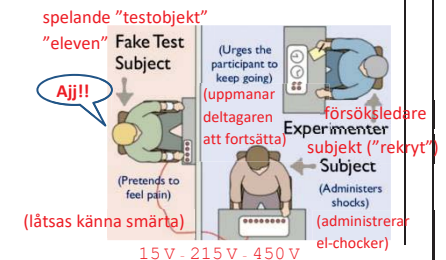 spelande ”testobjekt”
”eleven”
Fake Test
Subject
Ajj!!
(Pretends to
feel pain)
(låtsas känna smärta)
(Urges the
participant to
keep going)
(uppmanar
deltagaren
att fortsätta)
försöksledare
Experimenter
subjekt (”rekryt”)
Subject
(Administers
shocks)
(administrerar
el-chocker)
15 V - 215 V - 450 V